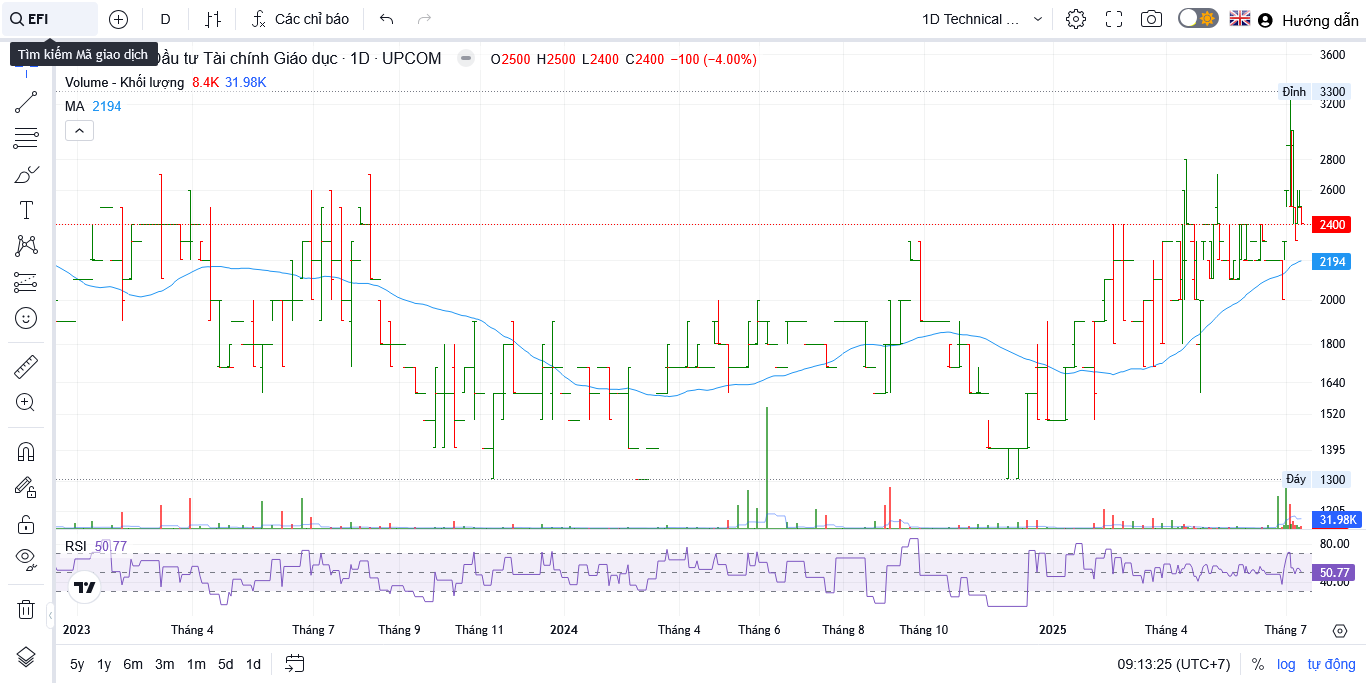 EFI D Các chỉ báo 1D Technical ... Hướng dẫn
Tìm kiếm Mã giao dịch
Đầu tư Tài chính Giáo dục · 1D · UPCOM O2500 H2500 L2400 C2400 −100 (−4.00%)
Volume - Khối lượng 8.4K 31.98K
MA 2194
3600
Đỉnh 3300
3200
2800
2600
2400
2194
2000
1800
1640
1520
1395
Đáy 1300
1205
31.98K
RSI 50.77
80.00
50.77
40.00
2023 Tháng 4 Tháng 7 Tháng 9 Tháng 11 2024 Tháng 4 Tháng 6 Tháng 8 Tháng 10 2025 Tháng 4 Tháng 7
5y 1y 6m 3m 1m 5d 1d 09:13:25 (UTC+7) % log tự động